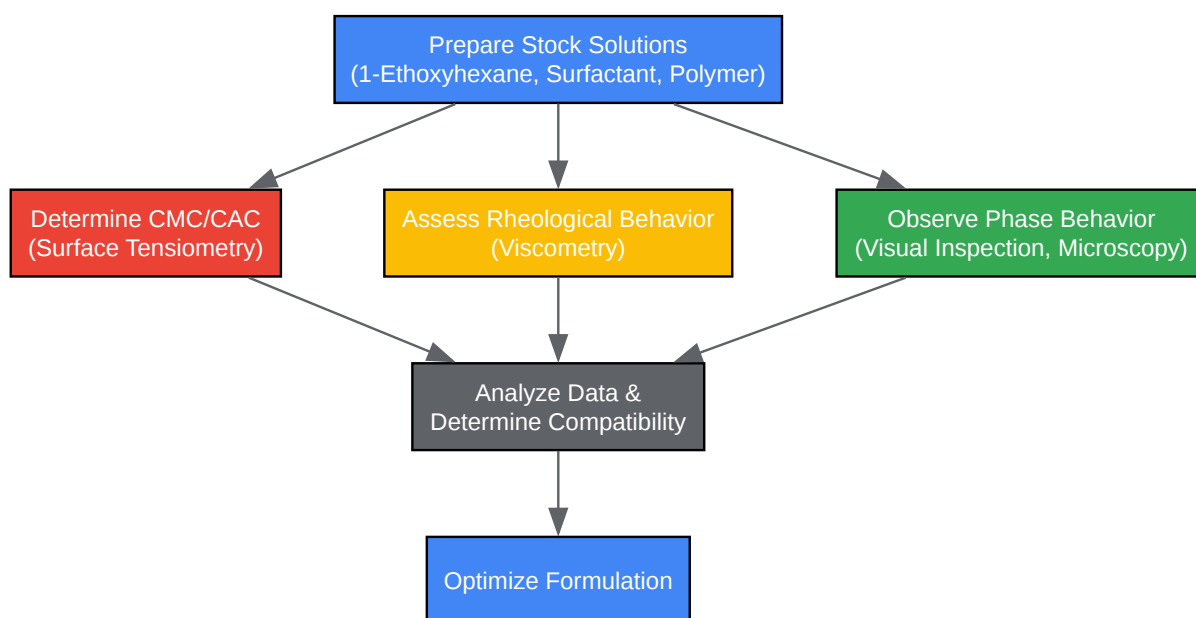 Prepare Stock Solutions
(1-Ethoxyhexane, Surfactant, Polymer)
Determine CMC/CAC
(Surface Tensiometry)
Assess Rheological Behavior
(Viscometry)
Observe Phase Behavior
(Visual Inspection, Microscopy)
Analyze Data &
Determine Compatibility
Optimize Formulation